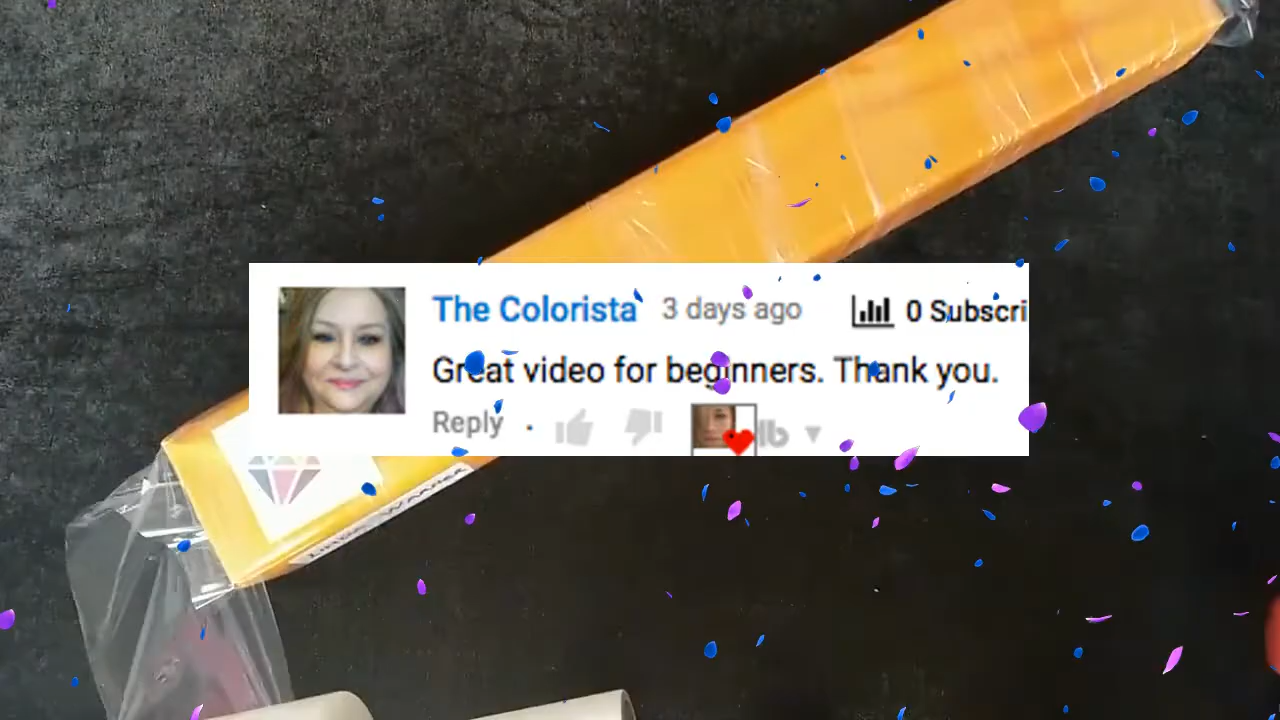 The Colorista 3 days ago 0 Subscri
Great video for beginners. Thank you.
Reply